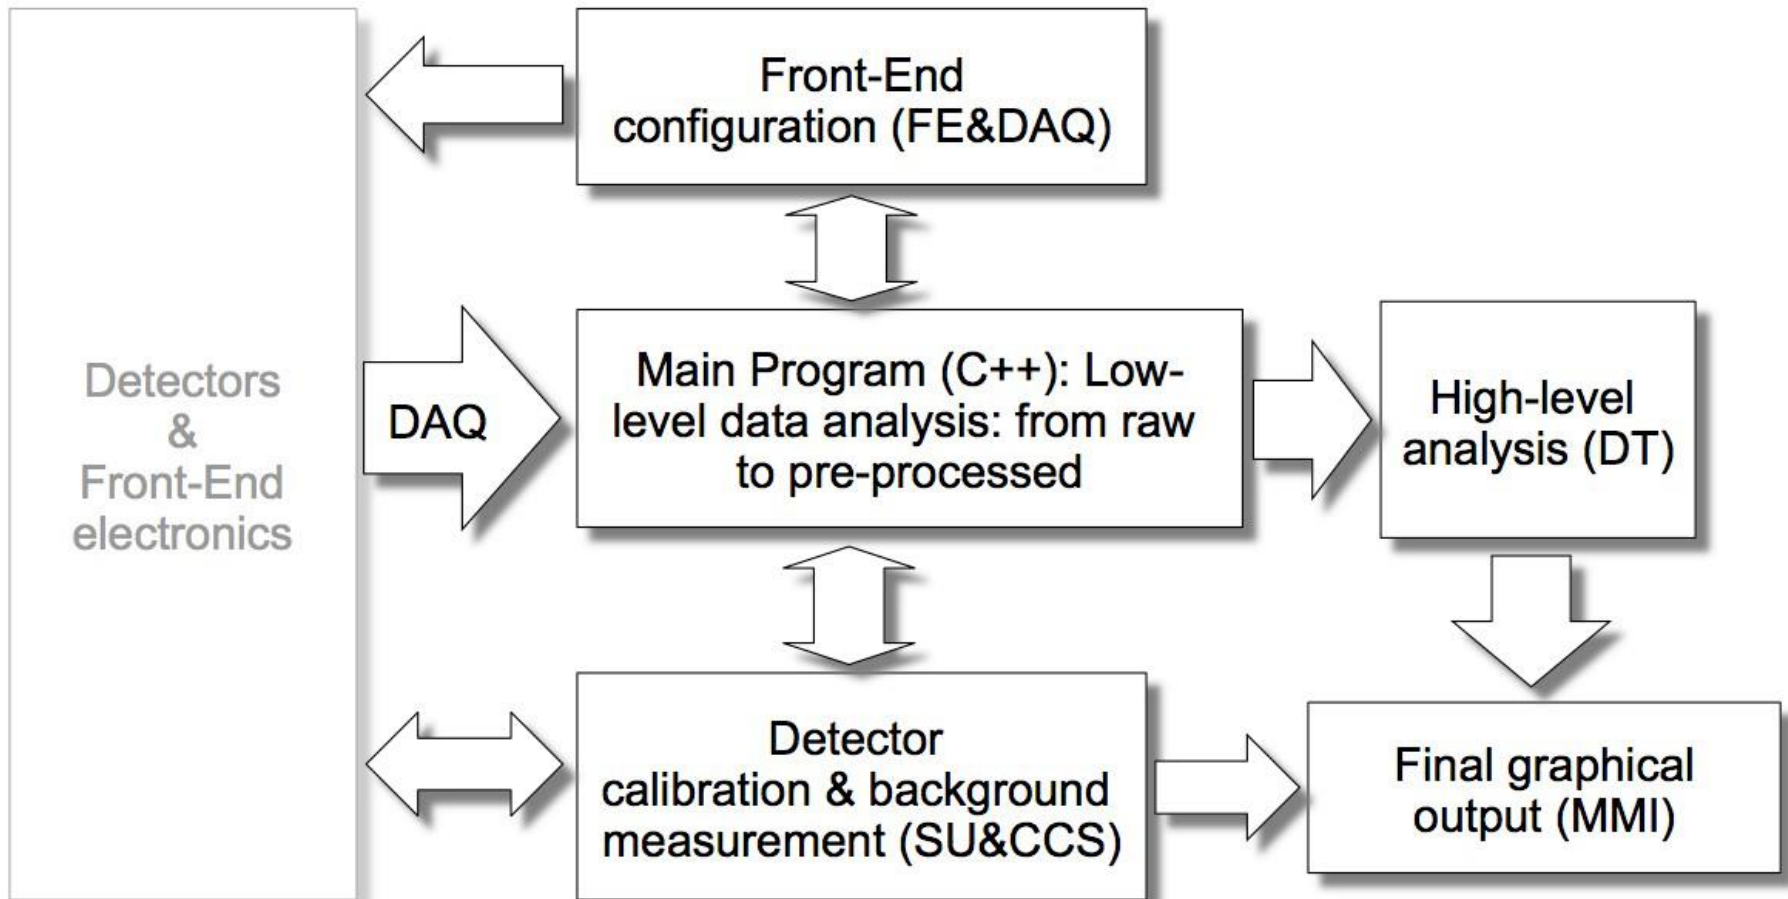 Front-End
configuration (FE&DAQ)
Detectors
&
Front-End
electronics
DAQ
Main Program (C++): Low-
level data analysis: from raw
to pre-processed
High-level
analysis (DT)
Detector
calibration & background
measurement (SU&CCS)
Final graphical
output (MMI)